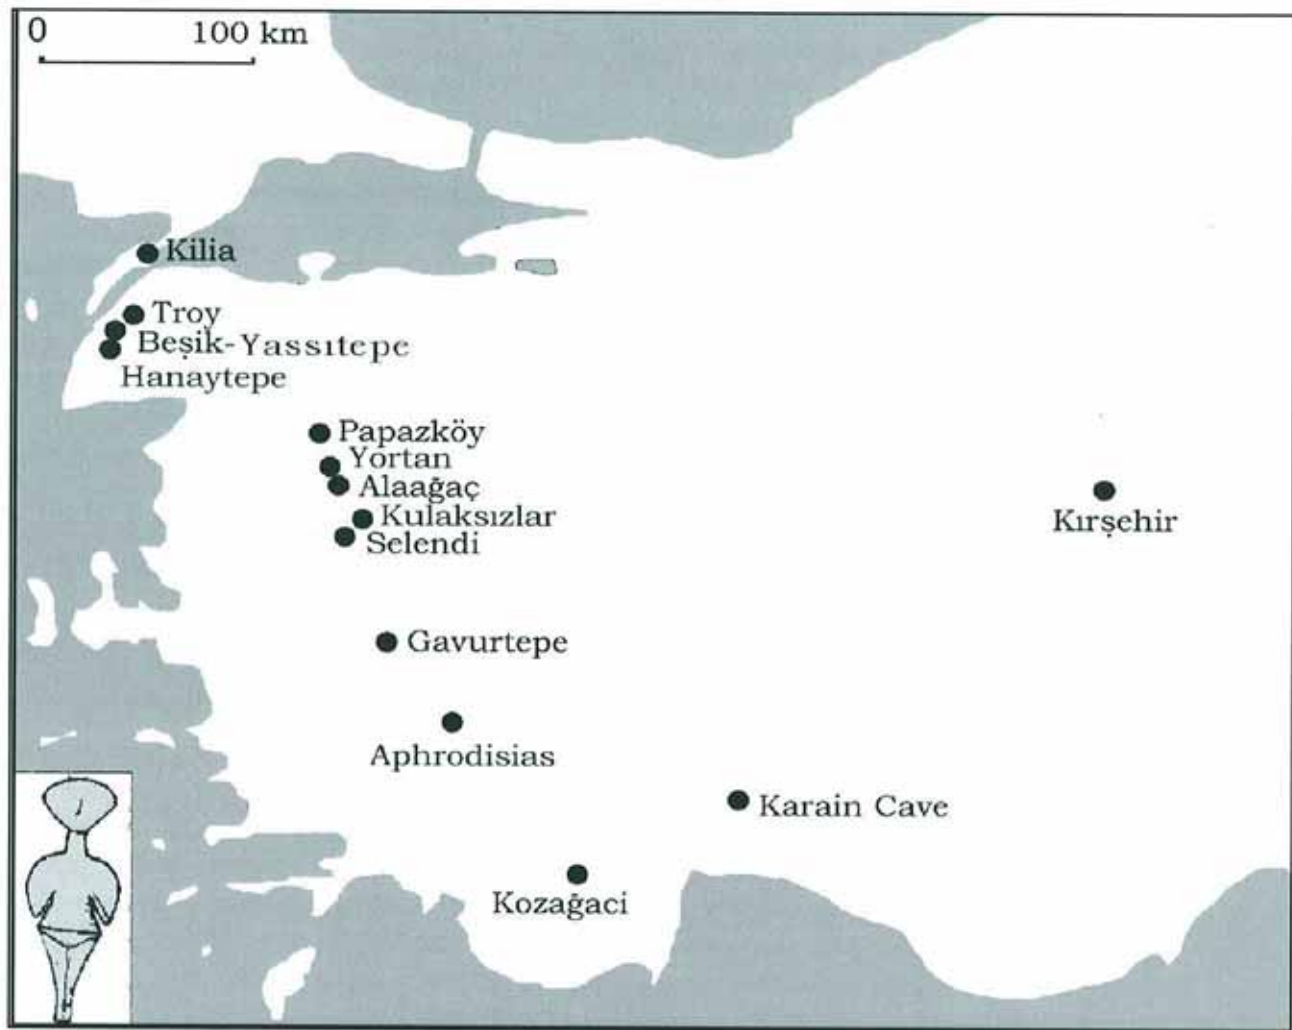 0 100 km
Kilia
Troy
Beşik-Yassıtepe
Hanaytepe
Papazköy
Yortan
Alaağaç
Kulaksızlar
Selendi
Kırşehir
Gavurtepe
Aphrodisias
Karain Cave
Kozağaci